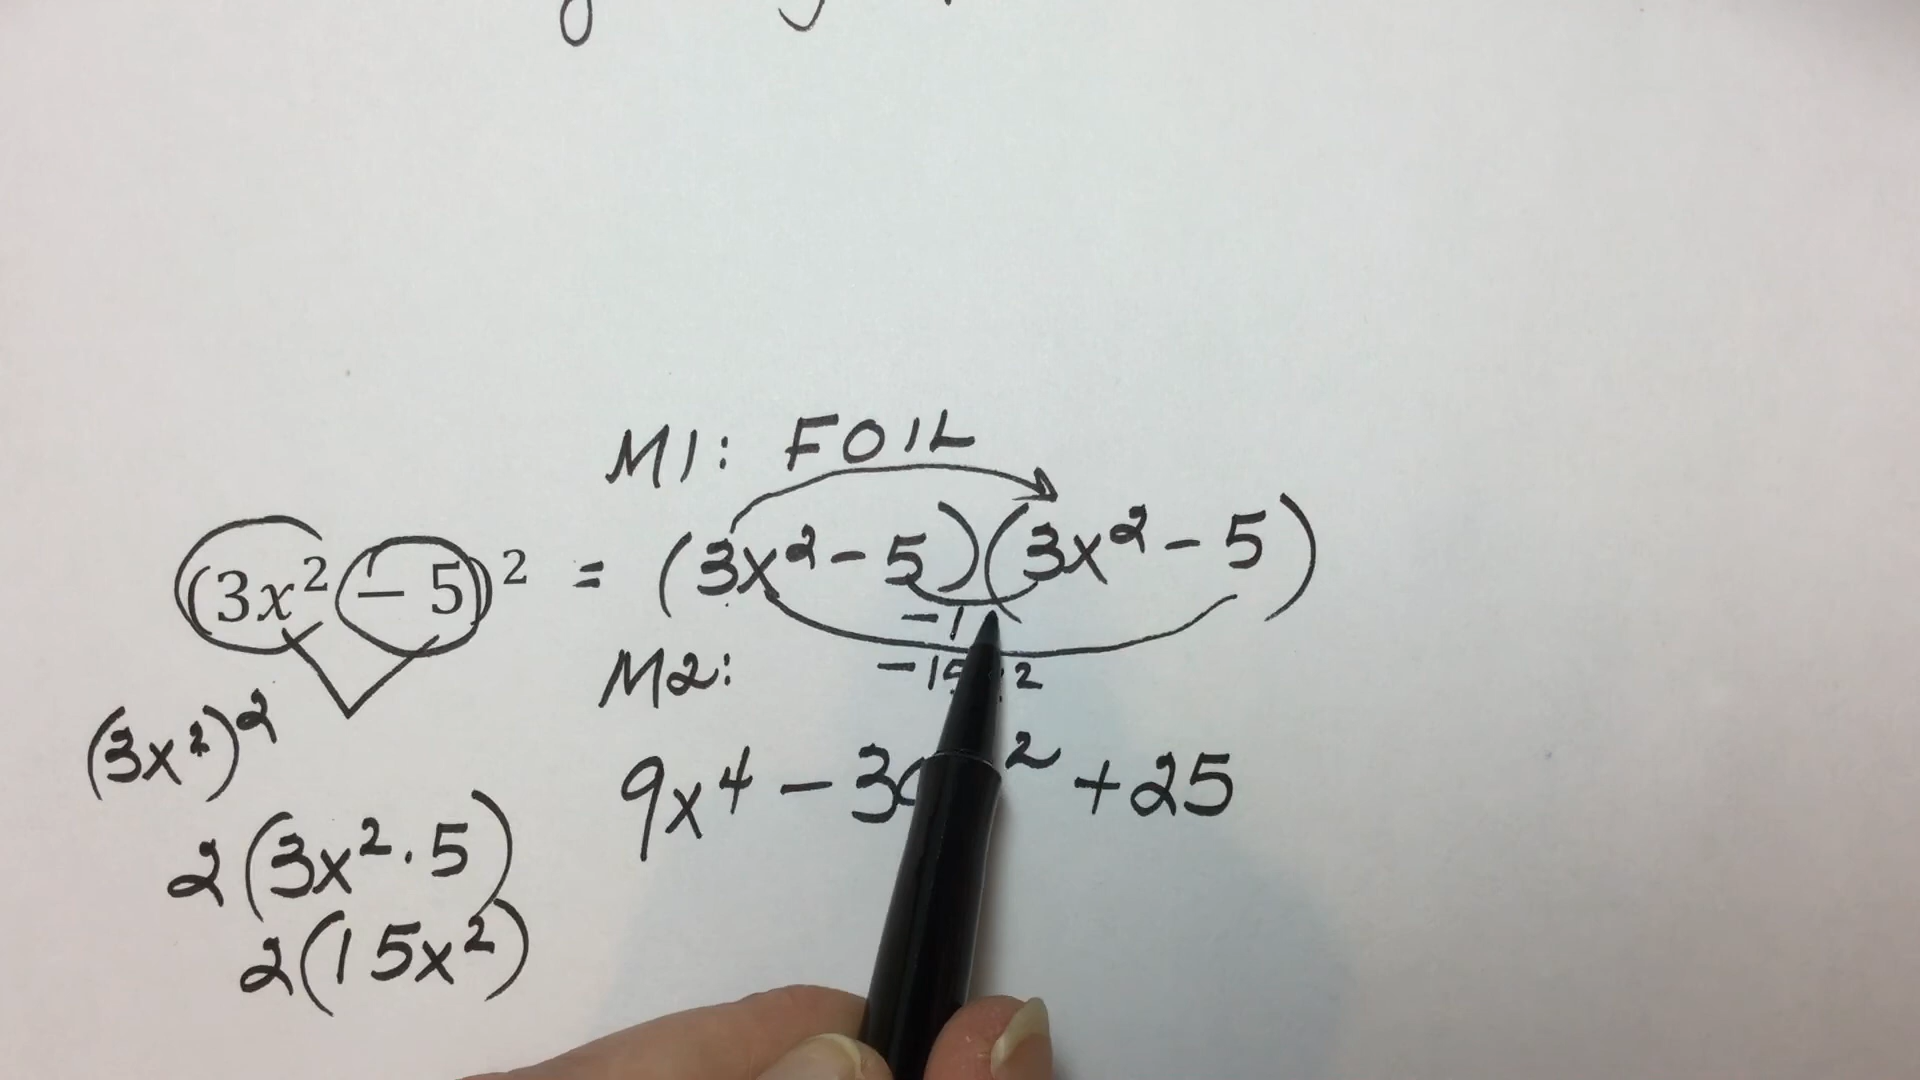 M1: FOIL
(3x² - 5)² = (3x² - 5)(3x² - 5)
M2:
(3x²)²
9x⁴ - 3 ² + 25
2(3x² · 5)
2(15x²)